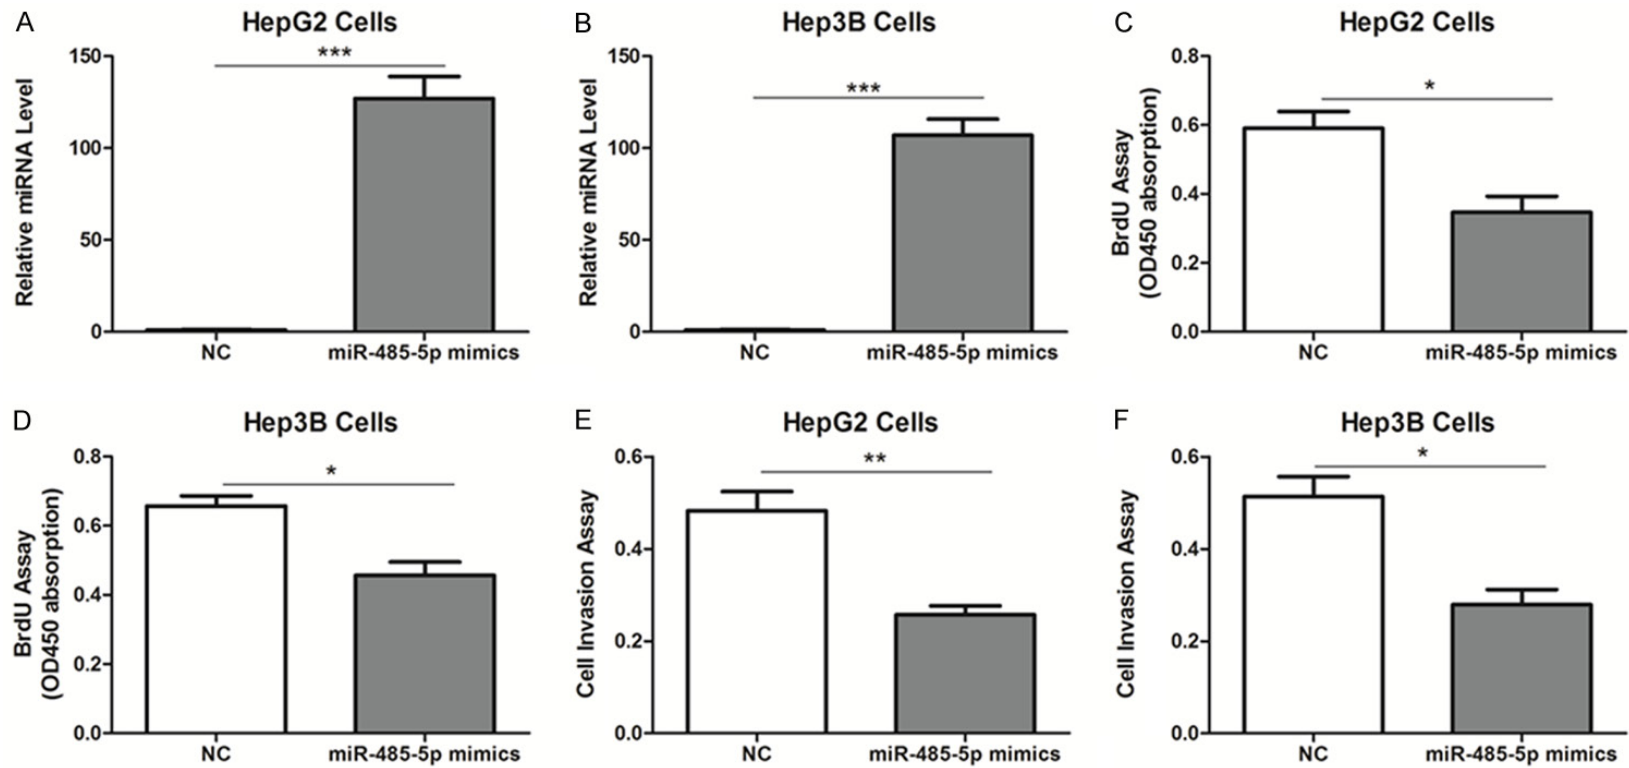 A
HepG2 Cells
Relative miRNA Level
150
100
50
0
***
NC
miR-485-5p mimics
B
Hep3B Cells
Relative miRNA Level
150
100
50
0
***
NC
miR-485-5p mimics
C
HepG2 Cells
BrdU Assay
(OD450 absorption)
0.8
0.6
0.4
0.2
0.0
*
NC
miR-485-5p mimics
D
Hep3B Cells
BrdU Assay
(OD450 absorption)
0.8
0.6
0.4
0.2
0.0
*
NC
miR-485-5p mimics
E
HepG2 Cells
Cell Invasion Assay
0.6
0.4
0.2
0.0
**
NC
miR-485-5p mimics
F
Hep3B Cells
Cell Invasion Assay
0.6
0.4
0.2
0.0
*
NC
miR-485-5p mimics